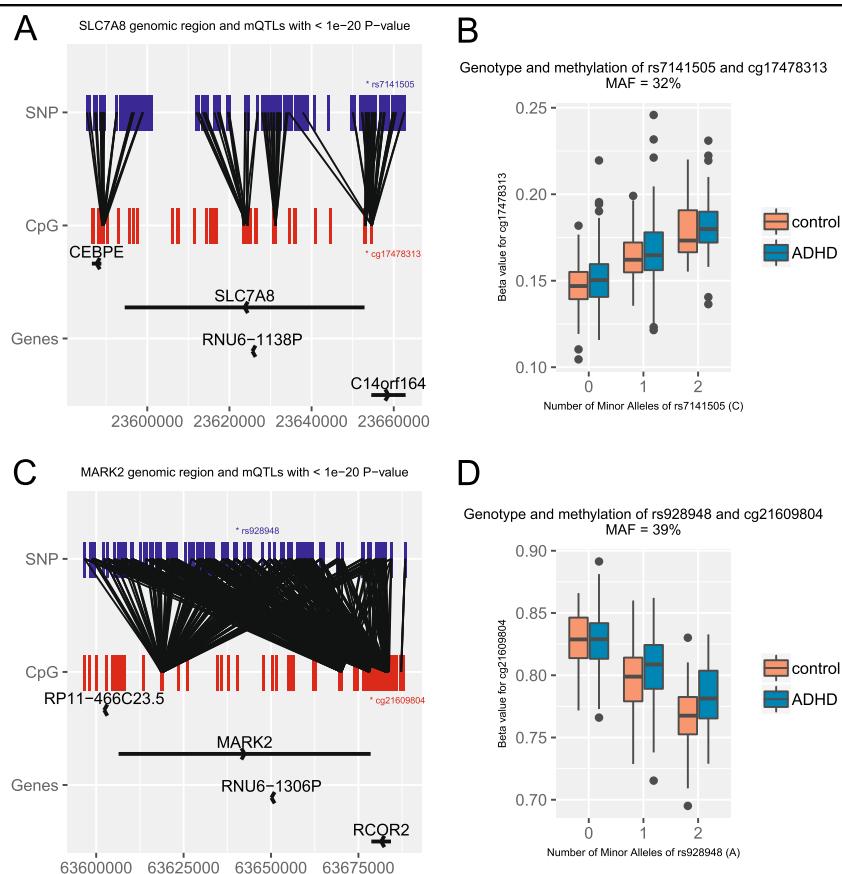 A
SLC7A8 genomic region and mQTLs with < 1e−20 P−value
* rs7141505
SNP
CpG
* cg17478313
CEBPE
SLC7A8
RNU6−1138P
Genes
C14orf164
23600000 23620000 23640000 23660000
B
Genotype and methylation of rs7141505 and cg17478313
MAF = 32%
Beta value for cg17478313
0.25
0.20
0.15
0.10
0 1 2
Number of Minor Alleles of rs7141505 (C)
control
ADHD
C
MARK2 genomic region and mQTLs with < 1e−20 P−value
* rs928948
SNP
CpG
* cg21609804
RP11−466C23.5
MARK2
Genes
RNU6−1306P
RCOR2
63600000 63625000 63650000 63675000
D
Genotype and methylation of rs928948 and cg21609804
MAF = 39%
Beta value for cg21609804
0.90
0.85
0.80
0.75
0.70
0 1 2
Number of Minor Alleles of rs928948 (A)
control
ADHD